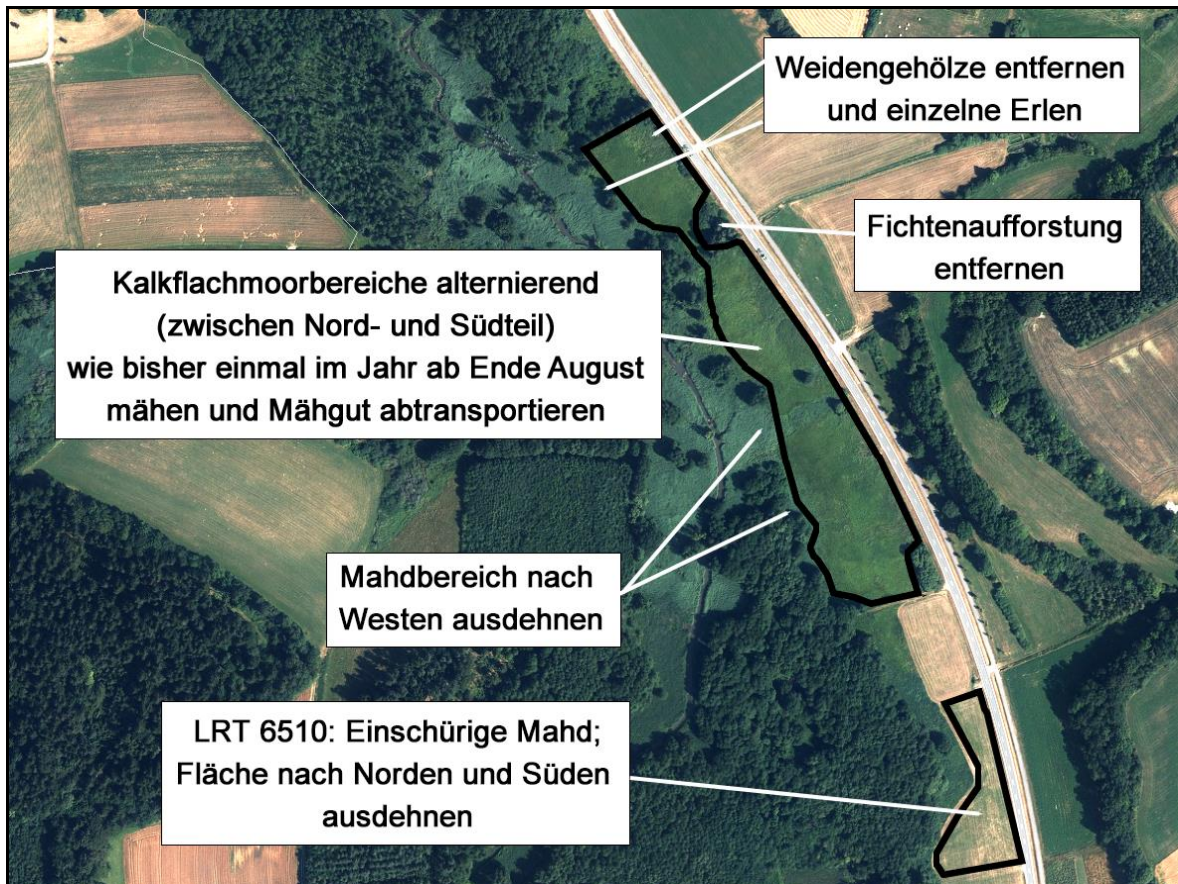 Weidengehölze entfernen
und einzelne Erlen
Fichtenaufforstung
entfernen
Kalkflachmoorbereiche alternierend
(zwischen Nord- und Südteil)
wie bisher einmal im Jahr ab Ende August
mähen und Mähgut abtransportieren
Mahdbereich nach
Westen ausdehnen
LRT 6510: Einschürige Mahd;
Fläche nach Norden und Süden
ausdehnen